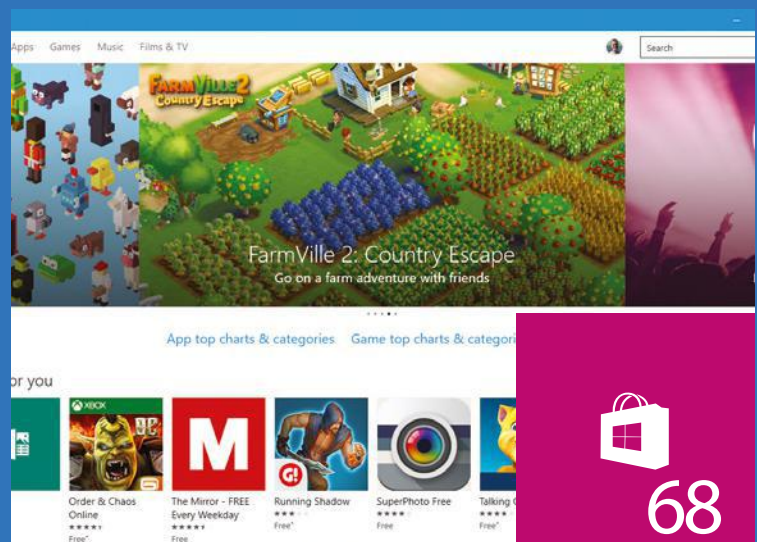 Apps Games Music Films & TV
Search
FARMVILLE 2
Country Escape
FarmVille 2: Country Escape
Go on a farm adventure with friends
App top charts & categories Game top charts & categori
or you
XBOX
M
G!
Order & Chaos
Online
Free*
The Mirror - FREE
Every Weekday
Free
Running Shadow
Free*
SuperPhoto Free
Free
Talking
Free*
68